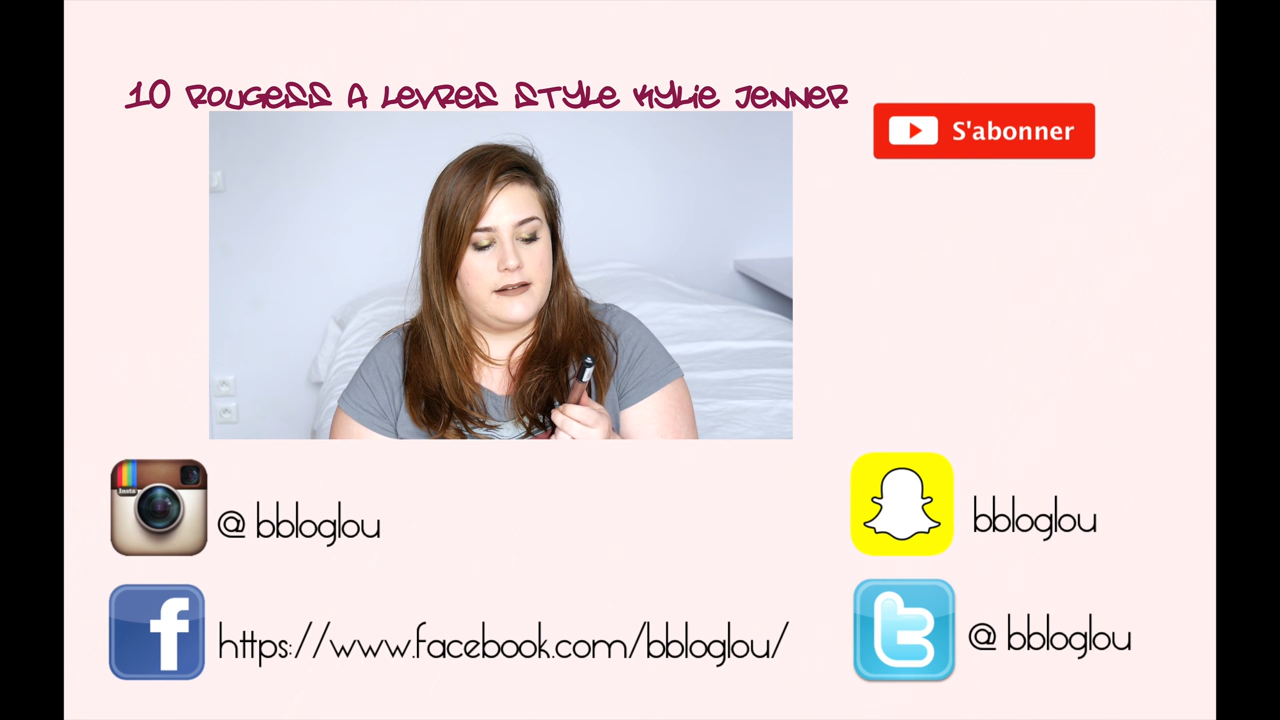 10 ROUGESS A LEVRES STYLE KYLIE JENNER
S'abonner
Insta
@ bbloglou
bbloglou
https://www.facebook.com/bbloglou/
@ bbloglou